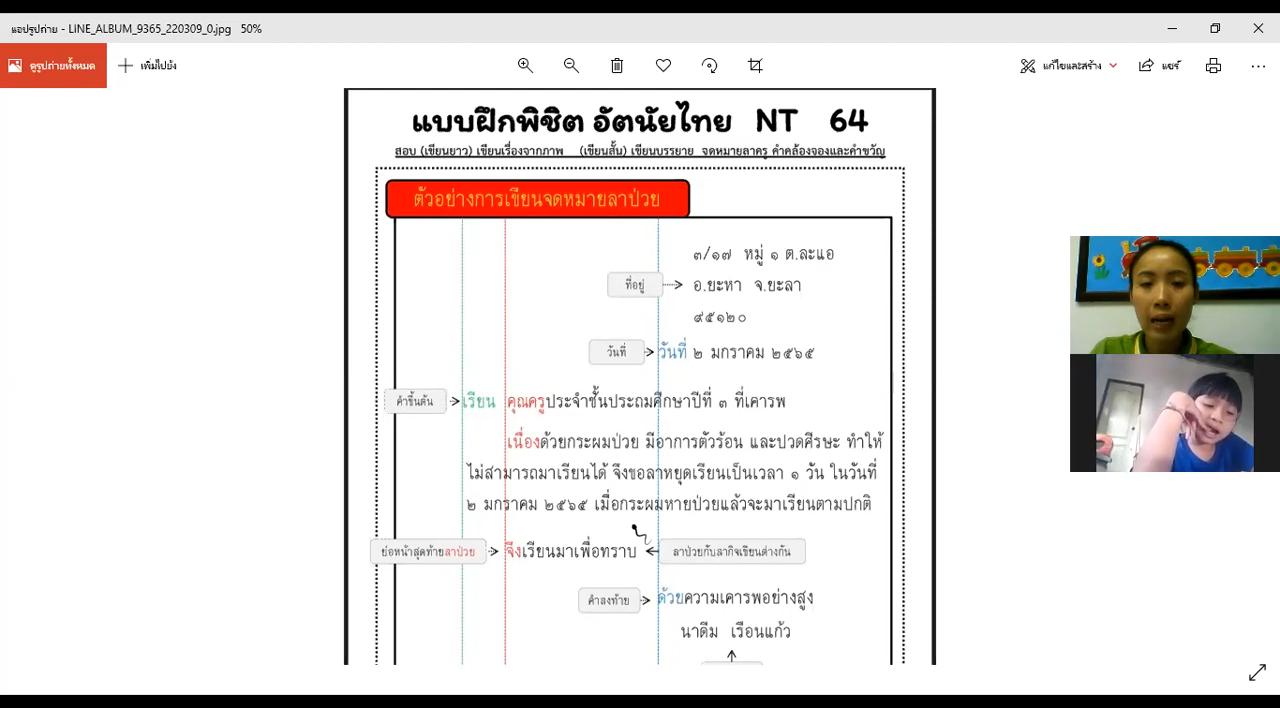 แอปรูปถ่าย - LINE_ALBUM_9365_220309_0.jpg 50%
ดูรูปถ่ายทั้งหมด
เพิ่มไปยัง
แก้ไขและสร้าง
แชร์
แบบฝึกพิชิต อัตนัยไทย NT 64
สอบ (เขียนยาว) เขียนเรื่องจากภาพ (เขียนสั้น) เขียนบรรยาย จดหมายลาครู คำคล้องจองและคำขวัญ
ตัวอย่างการเขียนจดหมายลาป่วย
๓/๑๗ หมู่ ๑ ต.ละแอ
ที่อยู่ อ.ยะหา จ.ยะลา
๙๕๑๒๐
วันที่ วันที่ ๒ มกราคม ๒๕๖๕
คำขึ้นต้น เรียน คุณครูประจำชั้นประถมศึกษาปีที่ ๓ ที่เคารพ
เนื่องด้วยกระผมป่วย มีอาการตัวร้อน และปวดศีรษะ ทำให้
ไม่สามารถมาเรียนได้ จึงขอลาหยุดเรียนเป็นเวลา ๑ วัน ในวันที่
๒ มกราคม ๒๕๖๕ เมื่อกระผมหายป่วยแล้วจะมาเรียนตามปกติ
ย่อหน้าสุดท้ายลาป่วย จึงเรียนมาเพื่อทราบ ลาป่วยกับลากิจเขียนต่างกัน
คำลงท้าย ด้วยความเคารพอย่างสูง
นาดีม เรือนแก้ว